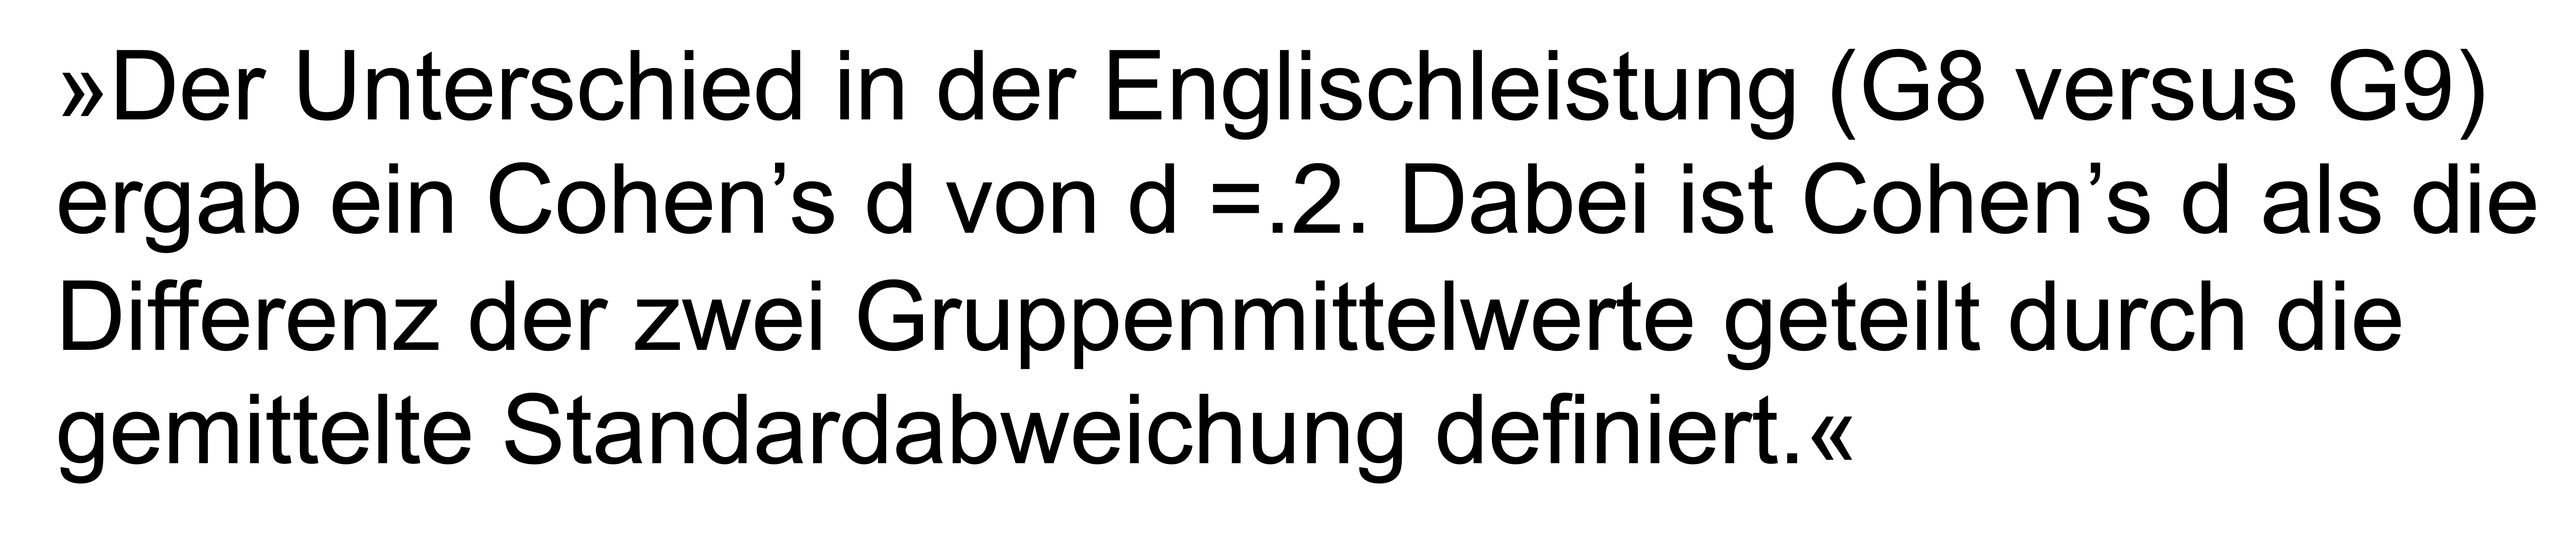 »Der Unterschied in der Englischleistung (G8 versus G9)
ergab ein Cohen’s d von d =.2. Dabei ist Cohen’s d als die
Differenz der zwei Gruppenmittelwerte geteilt durch die
gemittelte Standardabweichung definiert.«